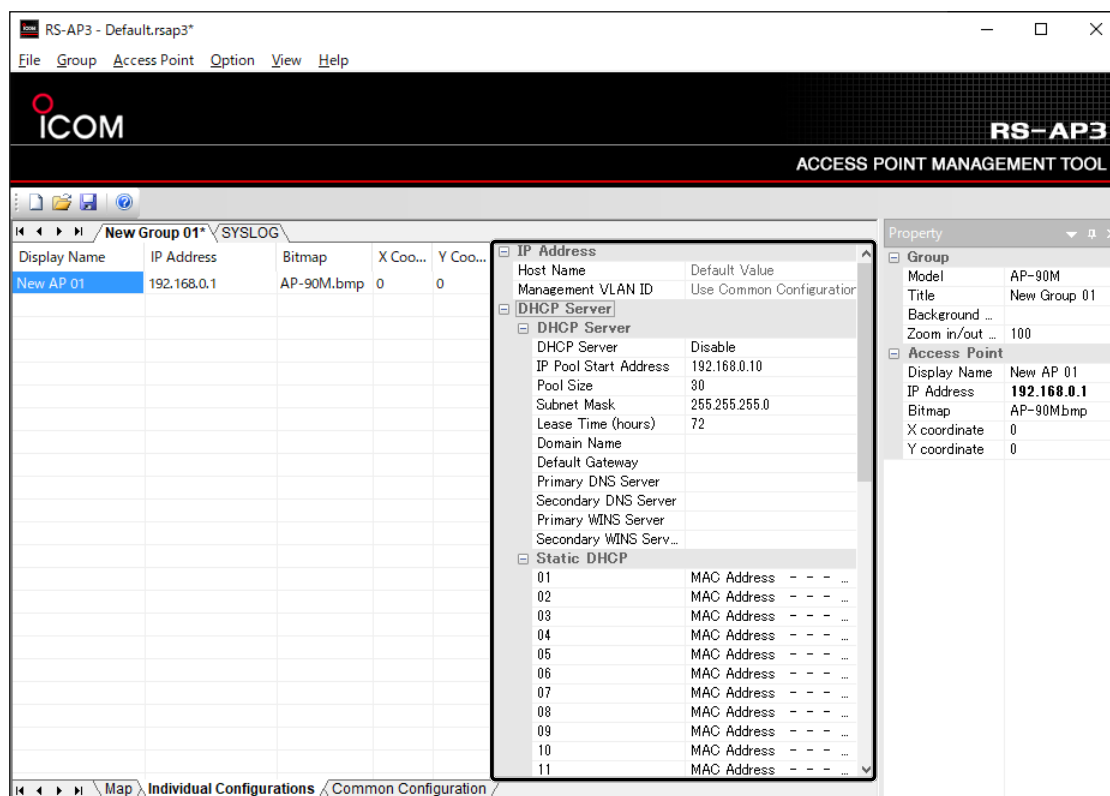 RS-AP3 - Default.rsap3*
File Group Access Point Option View Help
ICOM
RS-AP3
ACCESS POINT MANAGEMENT TOOL
New Group 01* SYSLOG
Display Name IP Address Bitmap X Coo... Y Coo...
New AP 01 192.168.0.1 AP-90M.bmp 0 0
IP Address
Host Name Default Value
Management VLAN ID Use Common Configuration
DHCP Server
DHCP Server
DHCP Server Disable
IP Pool Start Address 192.168.0.10
Pool Size 30
Subnet Mask 255.255.255.0
Lease Time (hours) 72
Domain Name
Default Gateway
Primary DNS Server
Secondary DNS Server
Primary WINS Server
Secondary WINS Serv...
Static DHCP
01 MAC Address - - - ...
02 MAC Address - - - ...
03 MAC Address - - - ...
04 MAC Address - - - ...
05 MAC Address - - - ...
06 MAC Address - - - ...
07 MAC Address - - - ...
08 MAC Address - - - ...
09 MAC Address - - - ...
10 MAC Address - - - ...
11 MAC Address - - - ...
Property
Group
Model AP-90M
Title New Group 01
Background ...
Zoom in/out ... 100
Access Point
Display Name New AP 01
IP Address 192.168.0.1
Bitmap AP-90M.bmp
X coordinate 0
Y coordinate 0
Map Individual Configurations Common Configuration